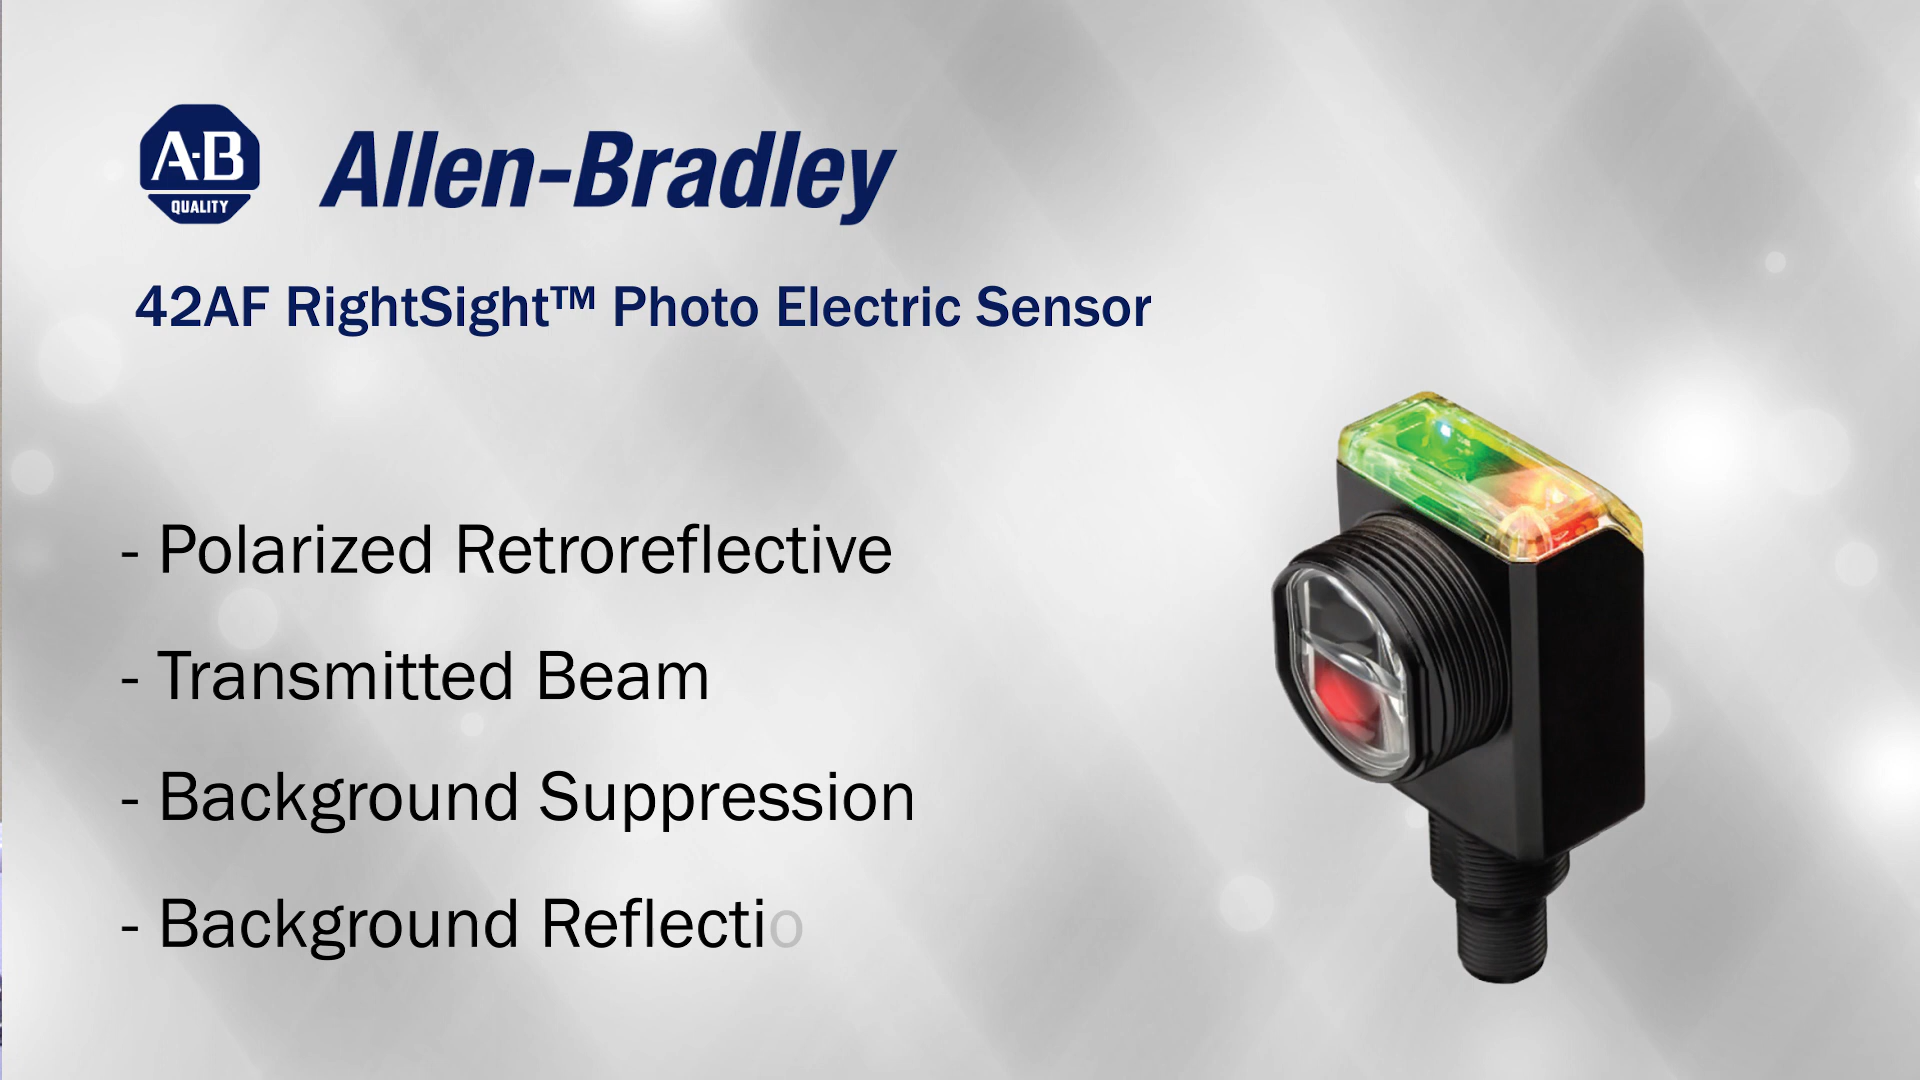 A-B
QUALITY
Allen-Bradley
42AF RightSight™ Photo Electric Sensor
- Polarized Retroreflective
- Transmitted Beam
- Background Suppression
- Background Reflectio